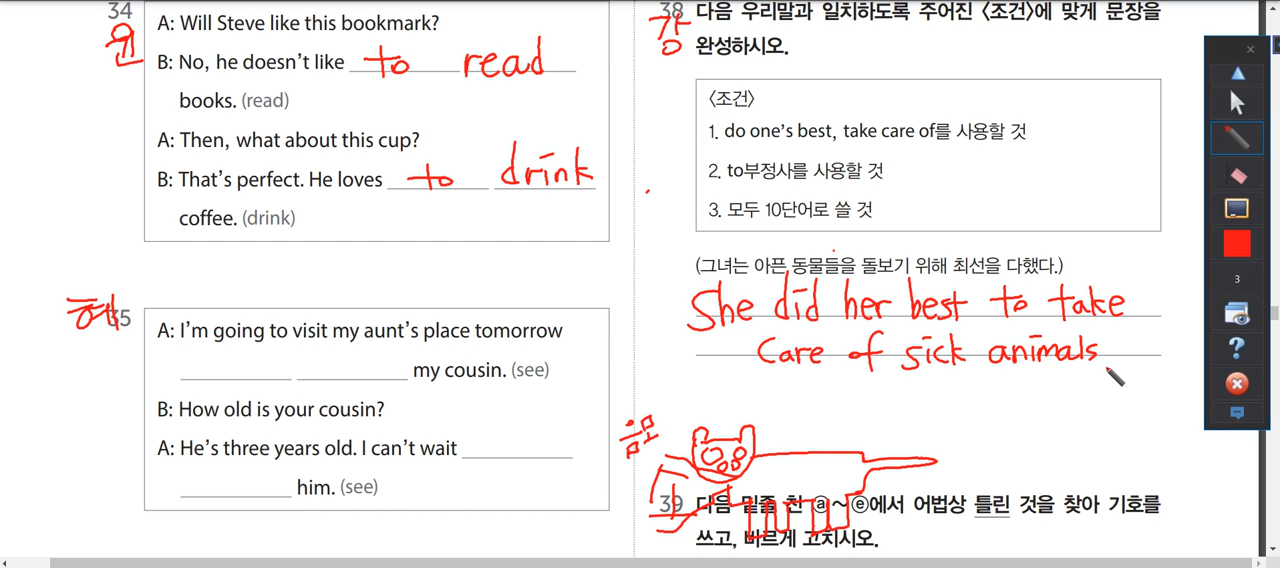 34
윤
A: Will Steve like this bookmark?
B: No, he doesn't like to read
books. (read)
A: Then, what about this cup?
B: That's perfect. He loves to drink
coffee. (drink)
35
A: I'm going to visit my aunt's place tomorrow
my cousin. (see)
B: How old is your cousin?
A: He's three years old. I can't wait
him. (see)
38
강
다음 우리말과 일치하도록 주어진 〈조건〉에 맞게 문장을
완성하시오.
〈조건〉
1. do one's best, take care of를 사용할 것
2. to부정사를 사용할 것
3. 모두 10단어로 쓸 것
(그녀는 아픈 동물들을 돌보기 위해 최선을 다했다.)
She did her best to take
care of sick animals
39
다음 밑줄 친 ⓐ~ⓔ에서 어법상 틀린 것을 찾아 기호를
쓰고, 바르게 고치시오.
3